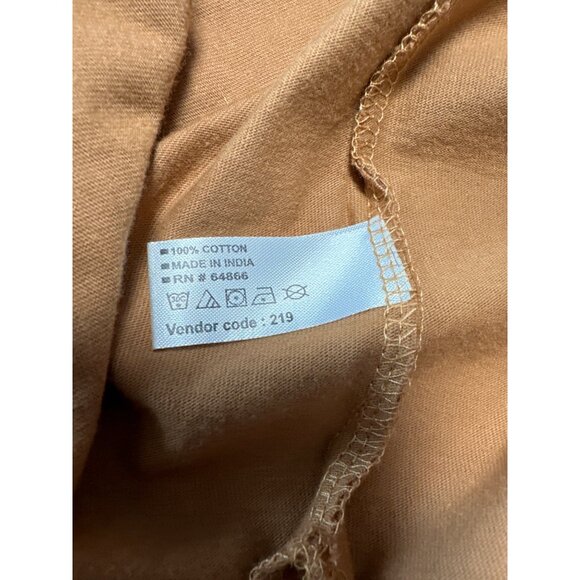 100% COTTON
MADE IN INDIA
RN # 64866
Vendor code : 219